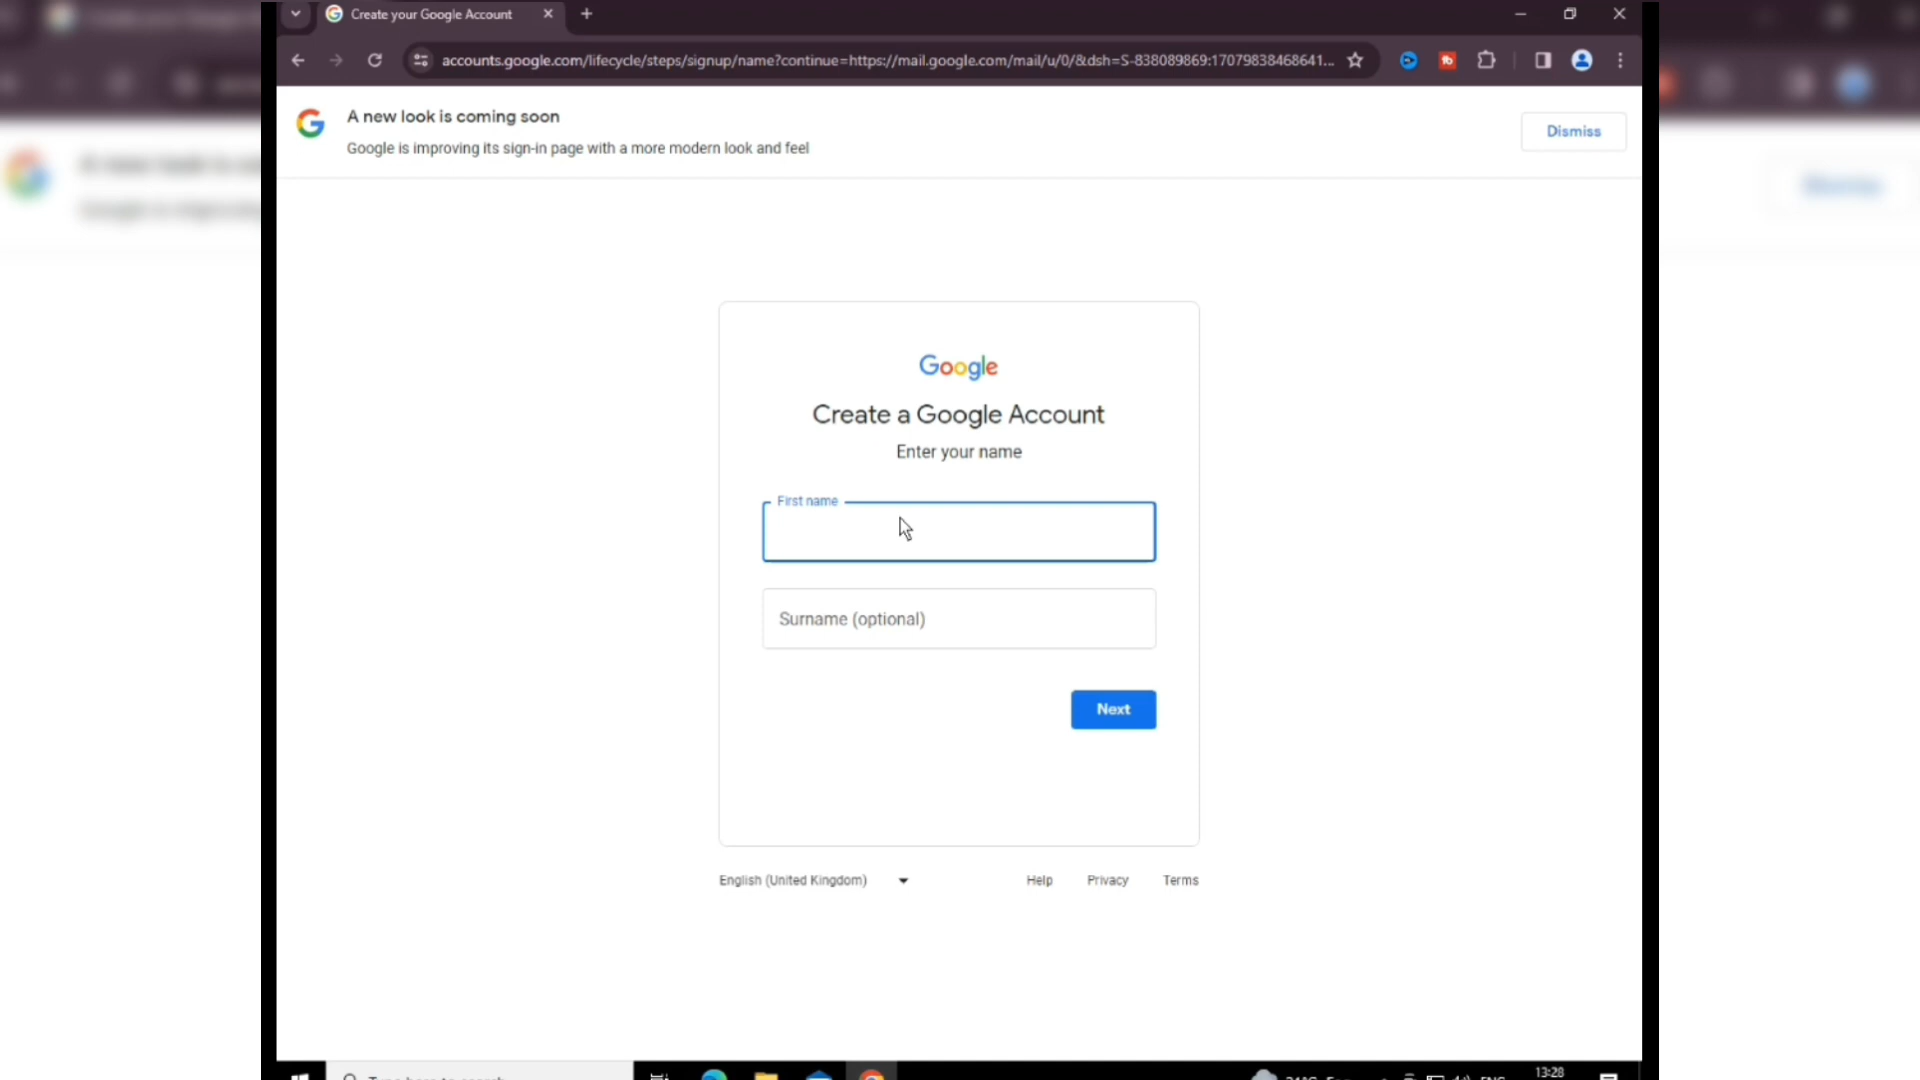 Create your Google Account
accounts.google.com/lifecycle/steps/signup/name?continue=https://mail.google.com/mail/u/0/&dsh=S-838089869:17079838468641...
A new look is coming soon
Google is improving its sign-in page with a more modern look and feel
Dismiss
Google
Create a Google Account
Enter your name
First name
Surname (optional)
Next
English (United Kingdom)
Help Privacy Terms
13:28